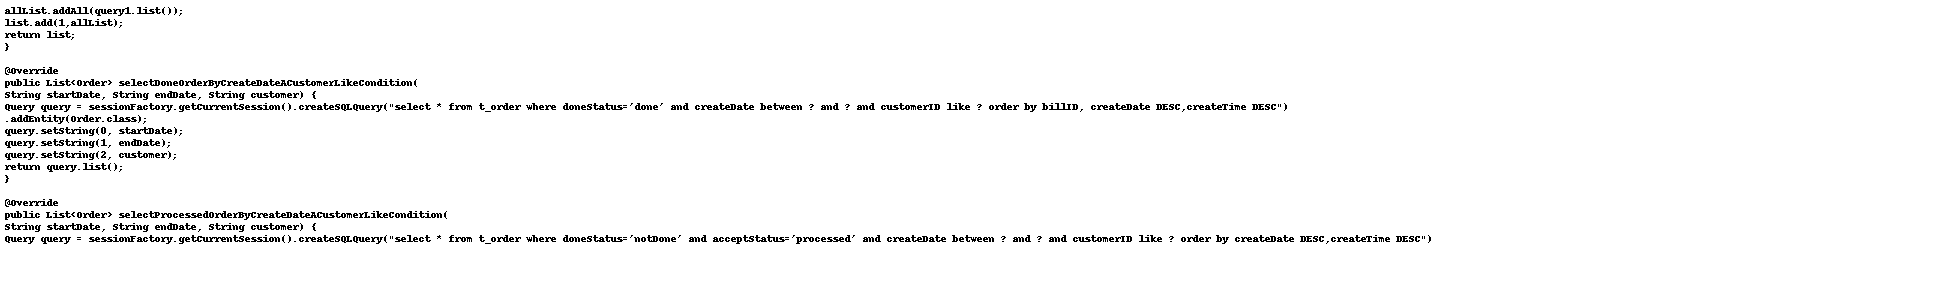 allList.addAll(query1.list());
list.add(1,allList);
return list;
}
@Override
public List<Order> selectDoneOrderByCreateDateACustomerLikeCondition(
String startDate, String endDate, String customer) {
Query query = sessionFactory.getCurrentSession().createSQLQuery("select * from t_order where doneStatus='done' and createDate between ? and ? and customerID like ? order by billID, createDate DESC,createTime DESC")
.addEntity(Order.class);
query.setString(0, startDate);
query.setString(1, endDate);
query.setString(2, customer);
return query.list();
}
@Override
public List<Order> selectProcessedOrderByCreateDateACustomerLikeCondition(
String startDate, String endDate, String customer) {
Query query = sessionFactory.getCurrentSession().createSQLQuery("select * from t_order where doneStatus='notDone' and acceptStatus='processed' and createDate between ? and ? and customerID like ? order by createDate DESC,createTime DESC")